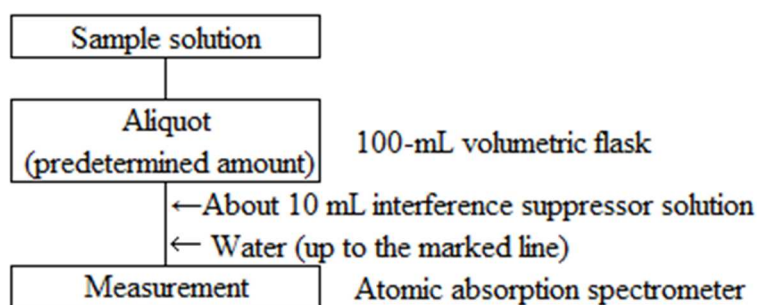 Sample solution
Aliquot
(predetermined amount)
100-mL volumetric flask
←About 10 mL interference suppressor solution
← Water (up to the marked line)
Measurement
Atomic absorption spectrometer